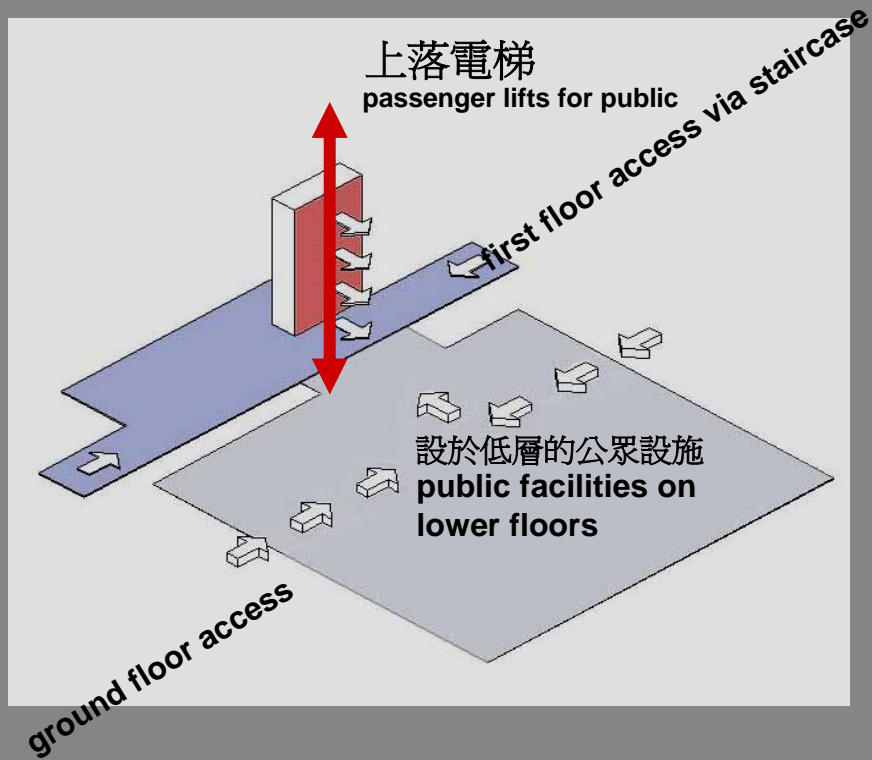 上落電梯
passenger lifts for public
first floor access via staircase
設於低層的公眾設施
public facilities on
lower floors
ground floor access